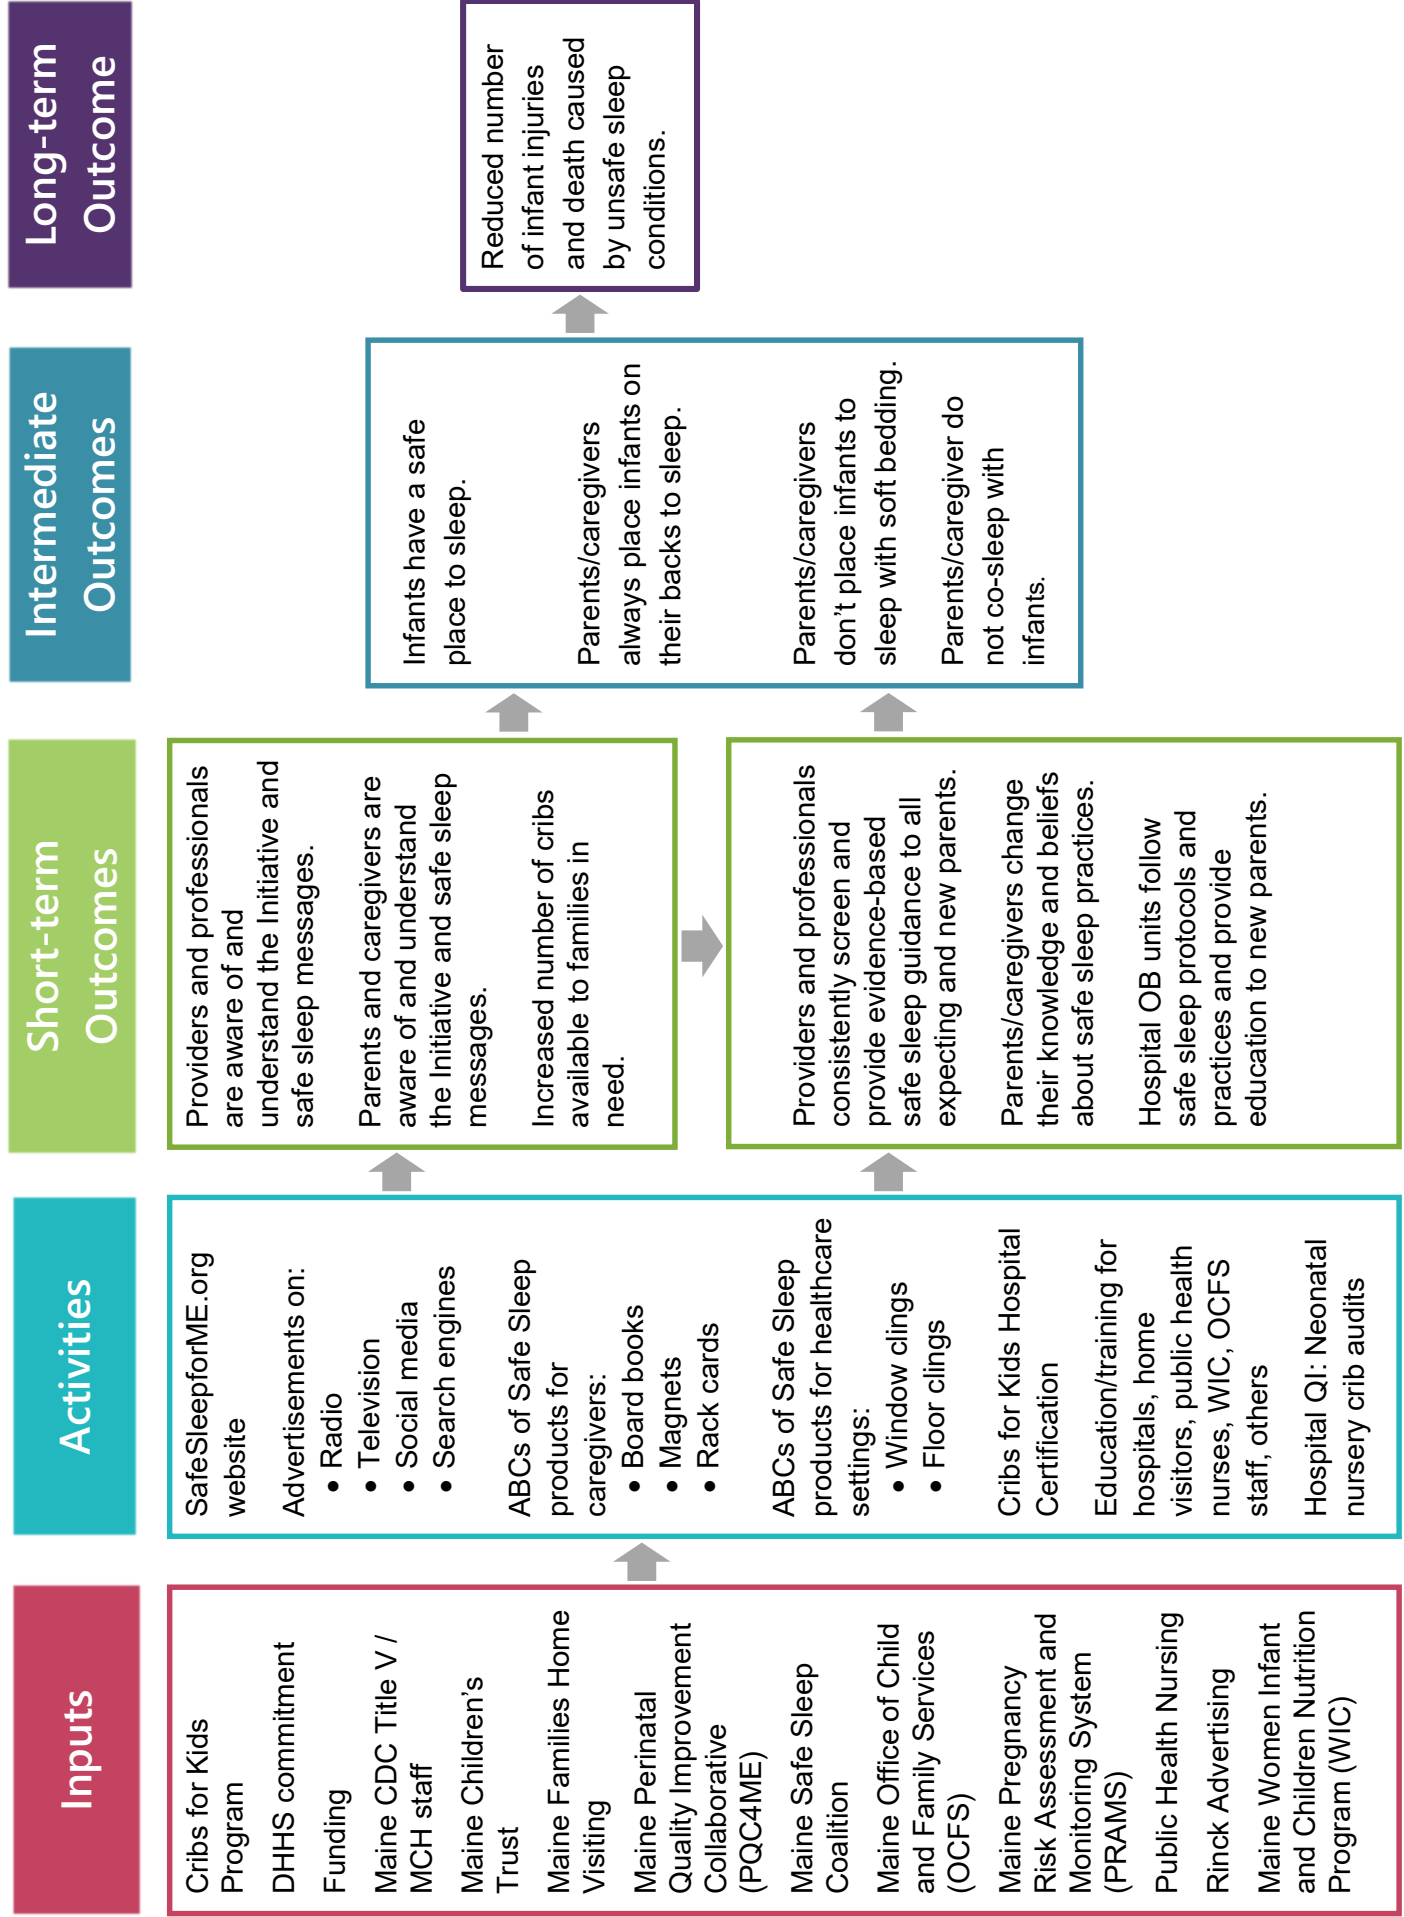 Inputs
Cribs for Kids
Program
DHHS commitment
Funding
Maine CDC Title V /
MCH staff
Maine Children’s
Trust
Maine Families Home
Visiting
Maine Perinatal
Quality Improvement
Collaborative
(PQC4ME)
Maine Safe Sleep
Coalition
Maine Office of Child
and Family Services
(OCFS)
Maine Pregnancy
Risk Assessment and
Monitoring System
(PRAMS)
Public Health Nursing
Rinck Advertising
Maine Women Infant
and Children Nutrition
Program (WIC)
Activities
SafeSleepforME.org
website
Advertisements on:
• Radio
• Television
• Social media
• Search engines
ABCs of Safe Sleep
products for
caregivers:
• Board books
• Magnets
• Rack cards
ABCs of Safe Sleep
products for healthcare
settings:
• Window clings
• Floor clings
Cribs for Kids Hospital
Certification
Education/training for
hospitals, home
visitors, public health
nurses, WIC, OCFS
staff, others
Hospital QI: Neonatal
nursery crib audits
Short-term
Outcomes
Providers and professionals
are aware of and
understand the Initiative and
safe sleep messages.
Parents and caregivers are
aware of and understand
the Initiative and safe sleep
messages.
Increased number of cribs
available to families in
need.
Providers and professionals
consistently screen and
provide evidence-based
safe sleep guidance to all
expecting and new parents.
Parents/caregivers change
their knowledge and beliefs
about safe sleep practices.
Hospital OB units follow
safe sleep protocols and
practices and provide
education to new parents.
Intermediate
Outcomes
Infants have a safe
place to sleep.
Parents/caregivers
always place infants on
their backs to sleep.
Parents/caregivers
don’t place infants to
sleep with soft bedding.
Parents/caregiver do
not co-sleep with
infants.
Long-term
Outcome
Reduced number
of infant injuries
and death caused
by unsafe sleep
conditions.